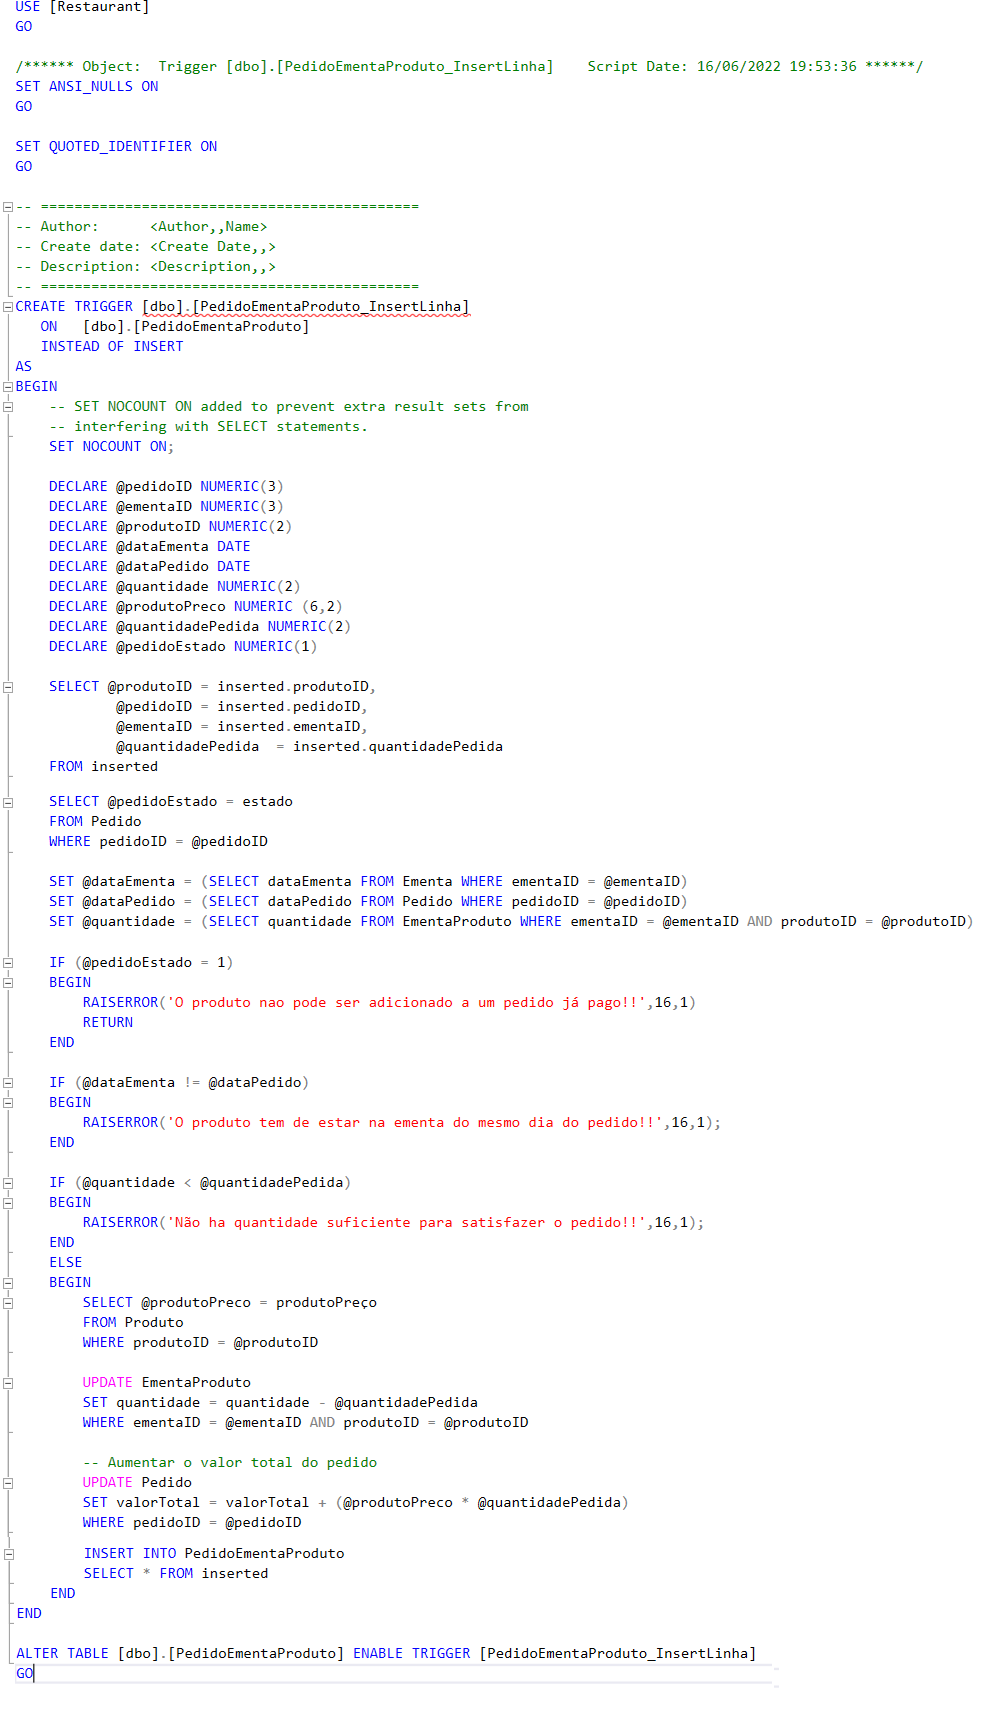 USE [Restaurant]
GO
/****** Object:  Trigger [dbo].[PedidoEmentaProduto_InsertLinha]    Script Date: 16/06/2022 19:53:36 ******/
SET ANSI_NULLS ON
GO
SET QUOTED_IDENTIFIER ON
GO
-- =============================================
-- Author:      <Author,,Name>
-- Create date: <Create Date,,>
-- Description: <Description,,>
-- =============================================
CREATE TRIGGER [dbo].[PedidoEmentaProduto_InsertLinha]
   ON   [dbo].[PedidoEmentaProduto]
   INSTEAD OF INSERT
AS
BEGIN
    -- SET NOCOUNT ON added to prevent extra result sets from
    -- interfering with SELECT statements.
    SET NOCOUNT ON;
    DECLARE @pedidoID NUMERIC(3)
    DECLARE @ementaID NUMERIC(3)
    DECLARE @produtoID NUMERIC(2)
    DECLARE @dataEmenta DATE
    DECLARE @dataPedido DATE
    DECLARE @quantidade NUMERIC(2)
    DECLARE @produtoPreco NUMERIC (6,2)
    DECLARE @quantidadePedida NUMERIC(2)
    DECLARE @pedidoEstado NUMERIC(1)
    SELECT @produtoID = inserted.produtoID,
            @pedidoID = inserted.pedidoID,
            @ementaID = inserted.ementaID,
            @quantidadePedida  = inserted.quantidadePedida
    FROM inserted
    SELECT @pedidoEstado = estado
    FROM Pedido
    WHERE pedidoID = @pedidoID
    SET @dataEmenta = (SELECT dataEmenta FROM Ementa WHERE ementaID = @ementaID)
    SET @dataPedido = (SELECT dataPedido FROM Pedido WHERE pedidoID = @pedidoID)
    SET @quantidade = (SELECT quantidade FROM EmentaProduto WHERE ementaID = @ementaID AND produtoID = @produtoID)
    IF (@pedidoEstado = 1)
    BEGIN
        RAISERROR('O produto nao pode ser adicionado a um pedido já pago!!',16,1)
        RETURN
    END
    IF (@dataEmenta != @dataPedido)
    BEGIN
        RAISERROR('O produto tem de estar na ementa do mesmo dia do pedido!!',16,1);
    END
    IF (@quantidade < @quantidadePedida)
    BEGIN
        RAISERROR('Não ha quantidade suficiente para satisfazer o pedido!!',16,1);
    END
    ELSE
    BEGIN
        SELECT @produtoPreco = produtoPreço
        FROM Produto
        WHERE produtoID = @produtoID
        UPDATE EmentaProduto
        SET quantidade = quantidade - @quantidadePedida
        WHERE ementaID = @ementaID AND produtoID = @produtoID
        -- Aumentar o valor total do pedido
        UPDATE Pedido
        SET valorTotal = valorTotal + (@produtoPreco * @quantidadePedida)
        WHERE pedidoID = @pedidoID
        INSERT INTO PedidoEmentaProduto
        SELECT * FROM inserted
    END
END
ALTER TABLE [dbo].[PedidoEmentaProduto] ENABLE TRIGGER [PedidoEmentaProduto_InsertLinha]
GO